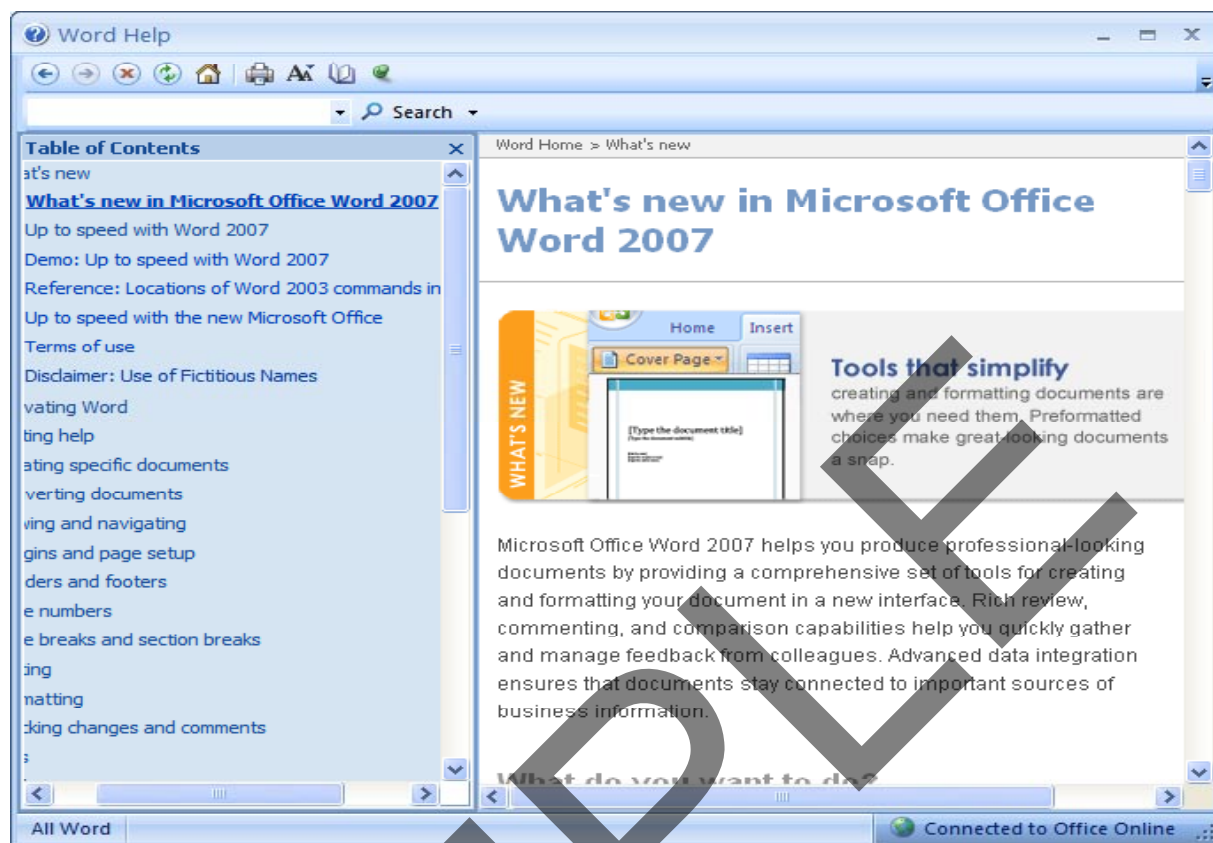 Word Help
Search
Table of Contents
at's new
What's new in Microsoft Office Word 2007
Up to speed with Word 2007
Demo: Up to speed with Word 2007
Reference: Locations of Word 2003 commands in
Up to speed with the new Microsoft Office
Terms of use
Disclaimer: Use of Fictitious Names
vating Word
ting help
ating specific documents
verting documents
wing and navigating
gins and page setup
ders and footers
e numbers
e breaks and section breaks
ting
matting
cking changes and comments
s
Word Home > What's new
What's new in Microsoft Office
Word 2007
WHAT'S NEW
Home Insert
Cover Page
[Type the document title]
Tools that simplify
creating and formatting documents are
where you need them. Preformatted
choices make great-looking documents
a snap.
Microsoft Office Word 2007 helps you produce professional-looking
documents by providing a comprehensive set of tools for creating
and formatting your document in a new interface. Rich review,
commenting, and comparison capabilities help you quickly gather
and manage feedback from colleagues. Advanced data integration
ensures that documents stay connected to important sources of
business information.
What do you want to do?
All Word
Connected to Office Online